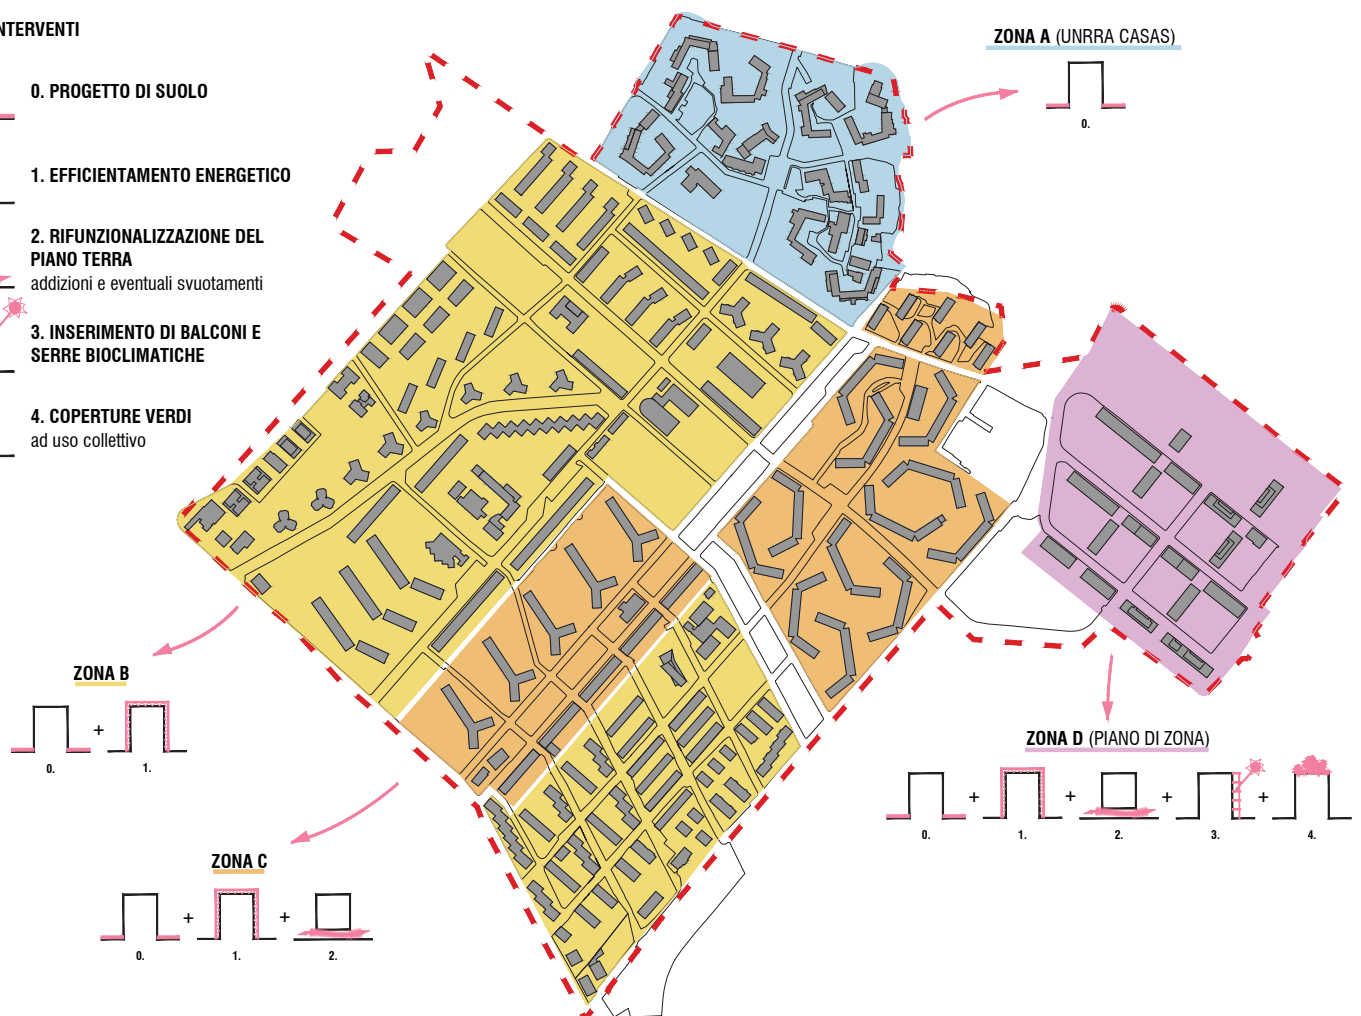 NTERVENTI
0. PROGETTO DI SUOLO
1. EFFICIENTAMENTO ENERGETICO
2. RIFUNZIONALIZZAZIONE DEL
PIANO TERRA
addizioni e eventuali svuotamenti
3. INSERIMENTO DI BALCONI E
SERRE BIOCLIMATICHE
4. COPERTURE VERDI
ad uso collettivo
ZONA A (UNRRA CASAS)
0.
ZONA B
+
0. 1.
ZONA C
+ +
0. 1. 2.
ZONA D (PIANO DI ZONA)
+ + + +
0. 1. 2. 3. 4.